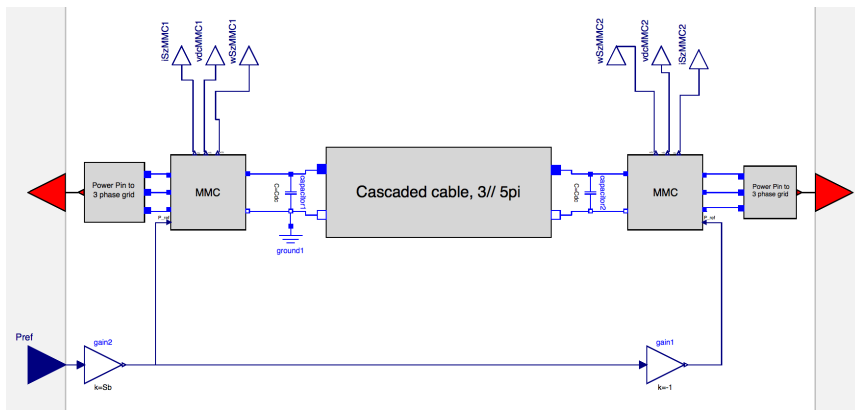 iSzMMC1
vdcMMC1
wSzMMC1
wSzMMC2
vdcMMC2
iSzMMC2
Power Pin to
3 phase grid
MMC
P_ref
C=Cdc
capacitor1
ground1
Cascaded cable, 3// 5pi
C=Cdc
capacitor2
MMC
P_ref
Power Pin to
3 phase grid
Pref
gain2
k=Sb
gain1
k=-1